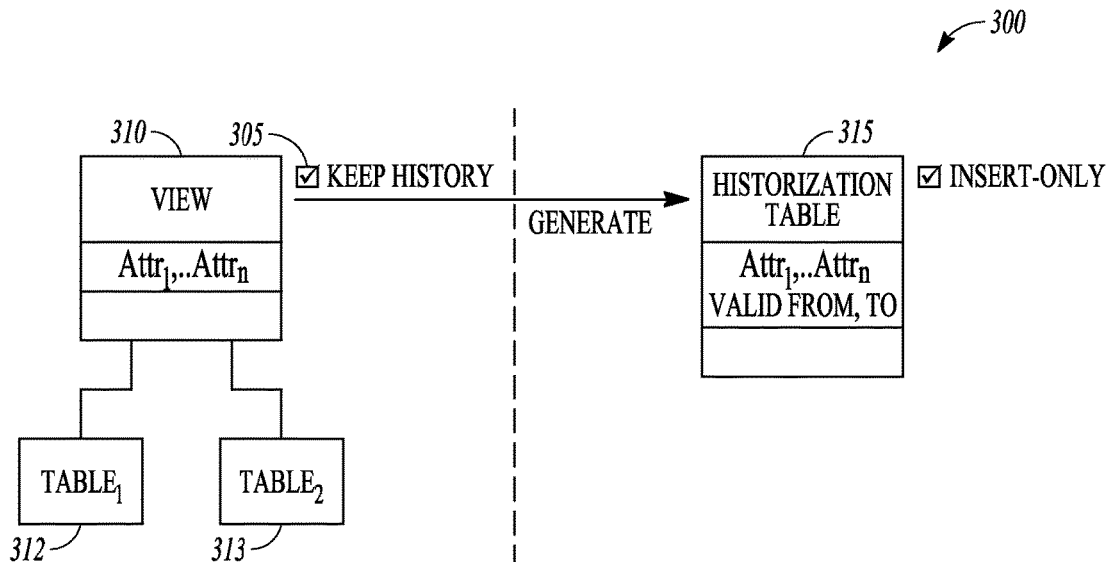 300
310
305
315
VIEW
☑ KEEP HISTORY
HISTORIZATION
TABLE
☑ INSERT-ONLY
GENERATE
Attr₁,..Attrₙ
Attr₁,..Attrₙ
VALID FROM, TO
TABLE₁
TABLE₂
312
313